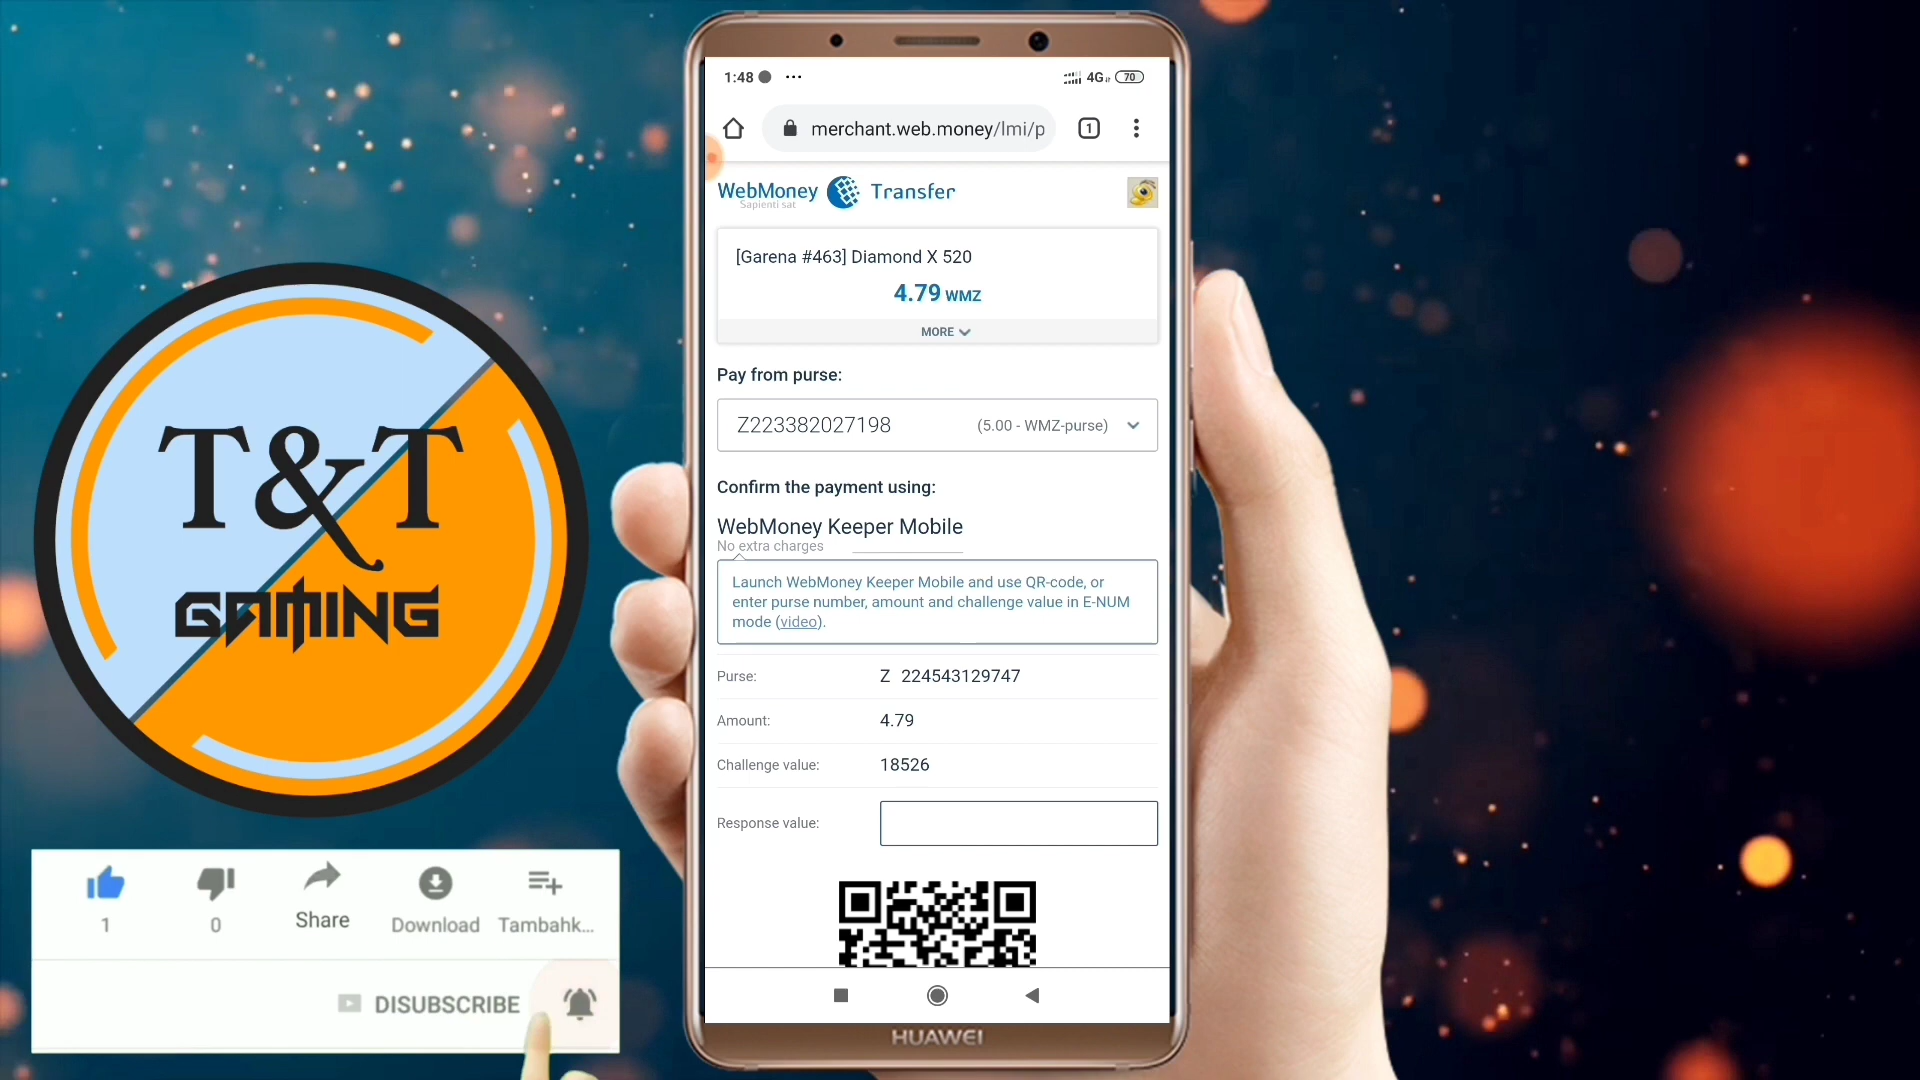 T&T
GAMING
1
0
Share
Download
Tambahk...
DISUBSCRIBE
1:48
4G
70
merchant.web.money/lmi/p
1
WebMoney Transfer
Sapienti sat
[Garena #463] Diamond X 520
4.79 WMZ
MORE
Pay from purse:
Z223382027198 (5.00 - WMZ-purse)
Confirm the payment using:
WebMoney Keeper Mobile
No extra charges
Launch WebMoney Keeper Mobile and use QR-code, or
enter purse number, amount and challenge value in E-NUM
mode (video).
Purse: Z 224543129747
Amount: 4.79
Challenge value: 18526
Response value:
HUAWEI